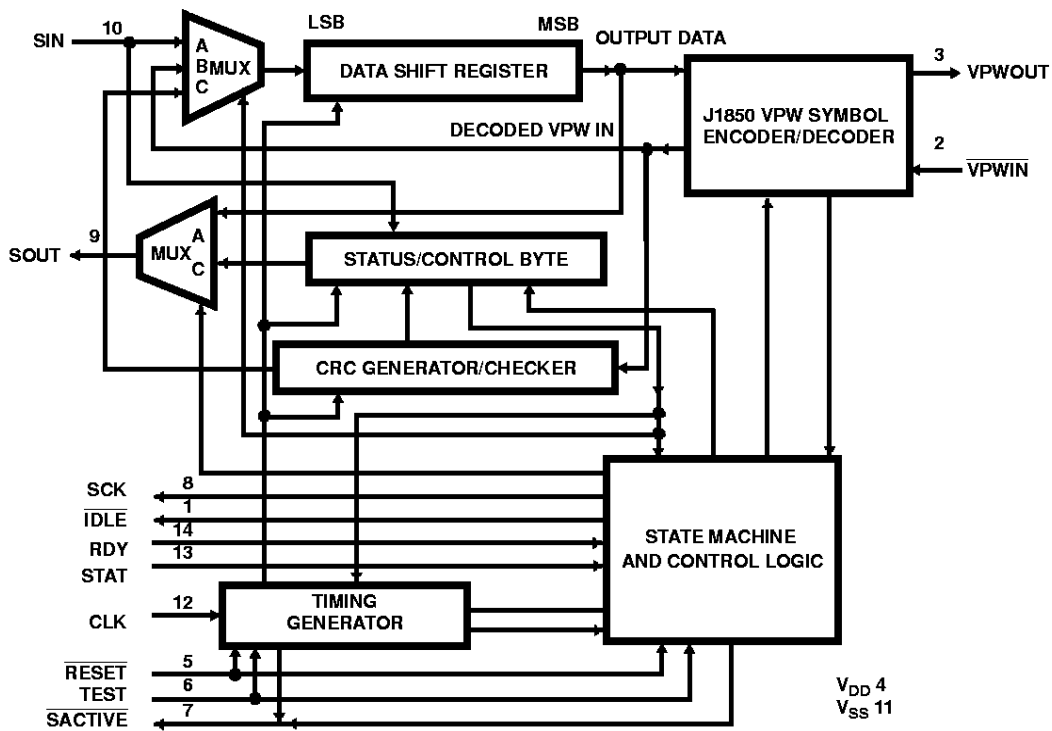 10
LSB
MSB
SIN
OUTPUT DATA
3
A
B
C
MUX
DATA SHIFT REGISTER
VPWOUT
J1850 VPW SYMBOL
ENCODER/DECODER
DECODED VPW IN
2
VPWIN
9
A
MUX
C
SOUT
STATUS/CONTROL BYTE
CRC GENERATOR/CHECKER
SCK
8
IDLE
1
RDY
14
STAT
13
STATE MACHINE
AND CONTROL LOGIC
CLK
12
TIMING
GENERATOR
RESET
5
TEST
6
SACTIVE
7
VDD 4
VSS 11